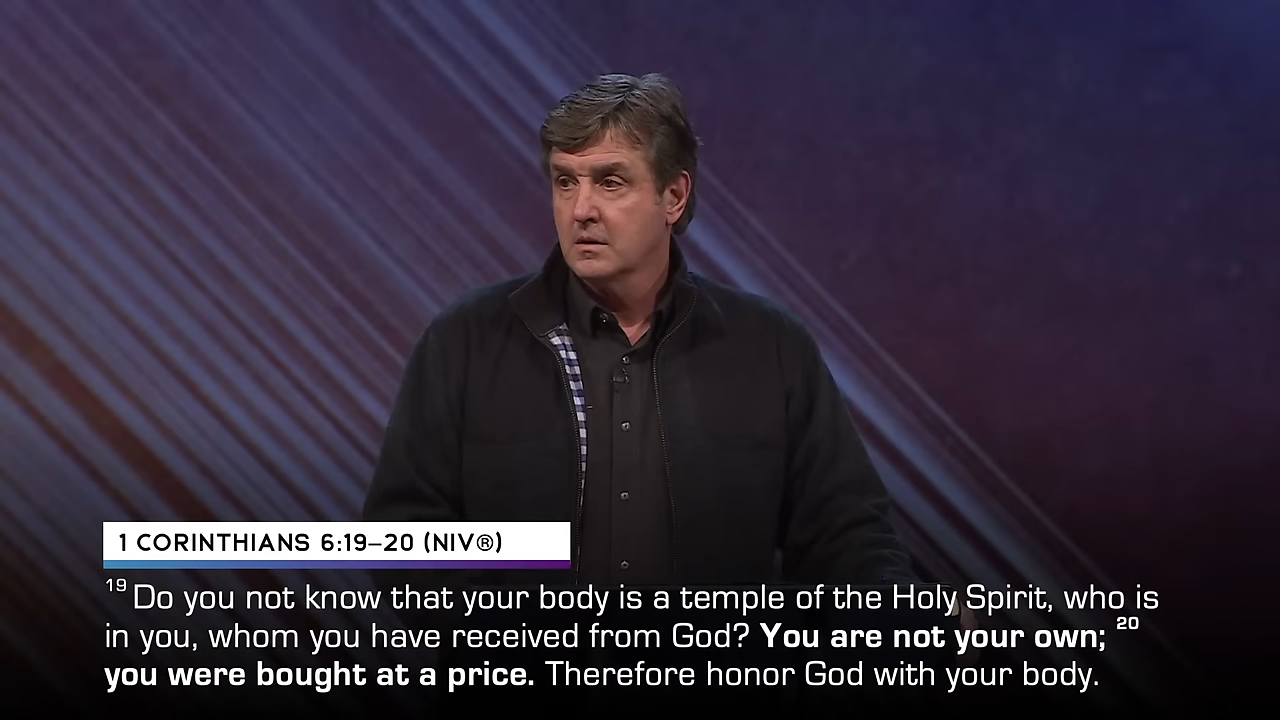 1 CORINTHIANS 6:19–20 (NIV®)
19 Do you not know that your body is a temple of the Holy Spirit, who is
in you, whom you have received from God? You are not your own; 20
you were bought at a price. Therefore honor God with your body.